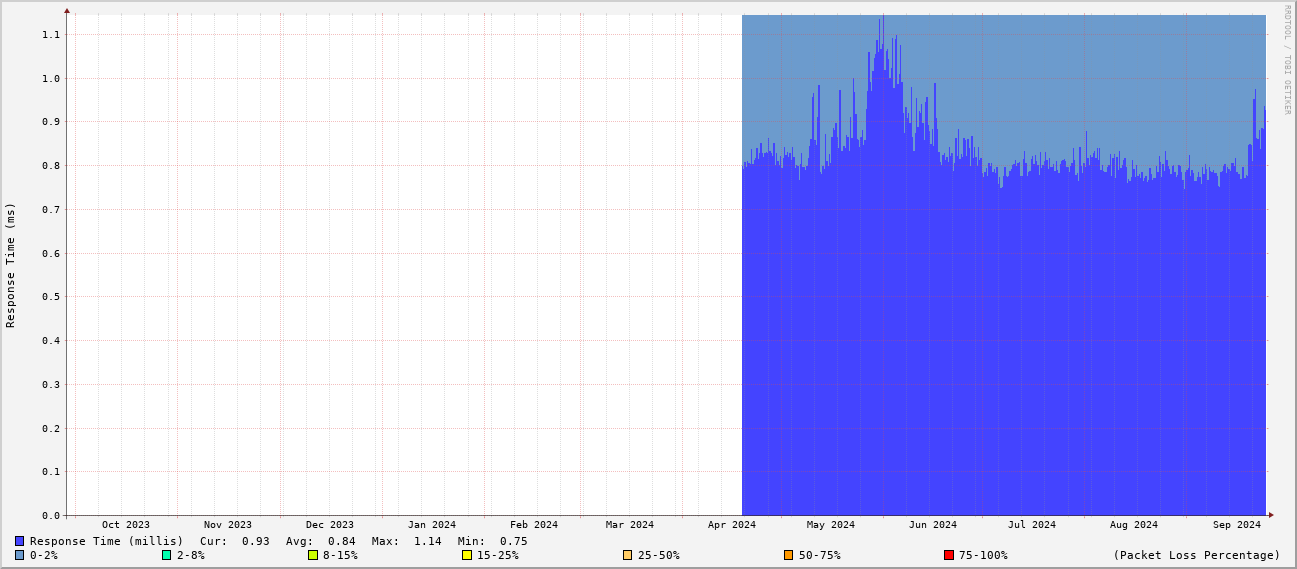 RRDTOOL / TOBI OETIKER
Response Time (ms)
1.1
1.0
0.9
0.8
0.7
0.6
0.5
0.4
0.3
0.2
0.1
0.0
Oct 2023 Nov 2023 Dec 2023 Jan 2024 Feb 2024 Mar 2024 Apr 2024 May 2024 Jun 2024 Jul 2024 Aug 2024 Sep 2024
Response Time (millis) Cur: 0.93 Avg: 0.84 Max: 1.14 Min: 0.75
0-2% 2-8% 8-15% 15-25% 25-50% 50-75% 75-100% (Packet Loss Percentage)